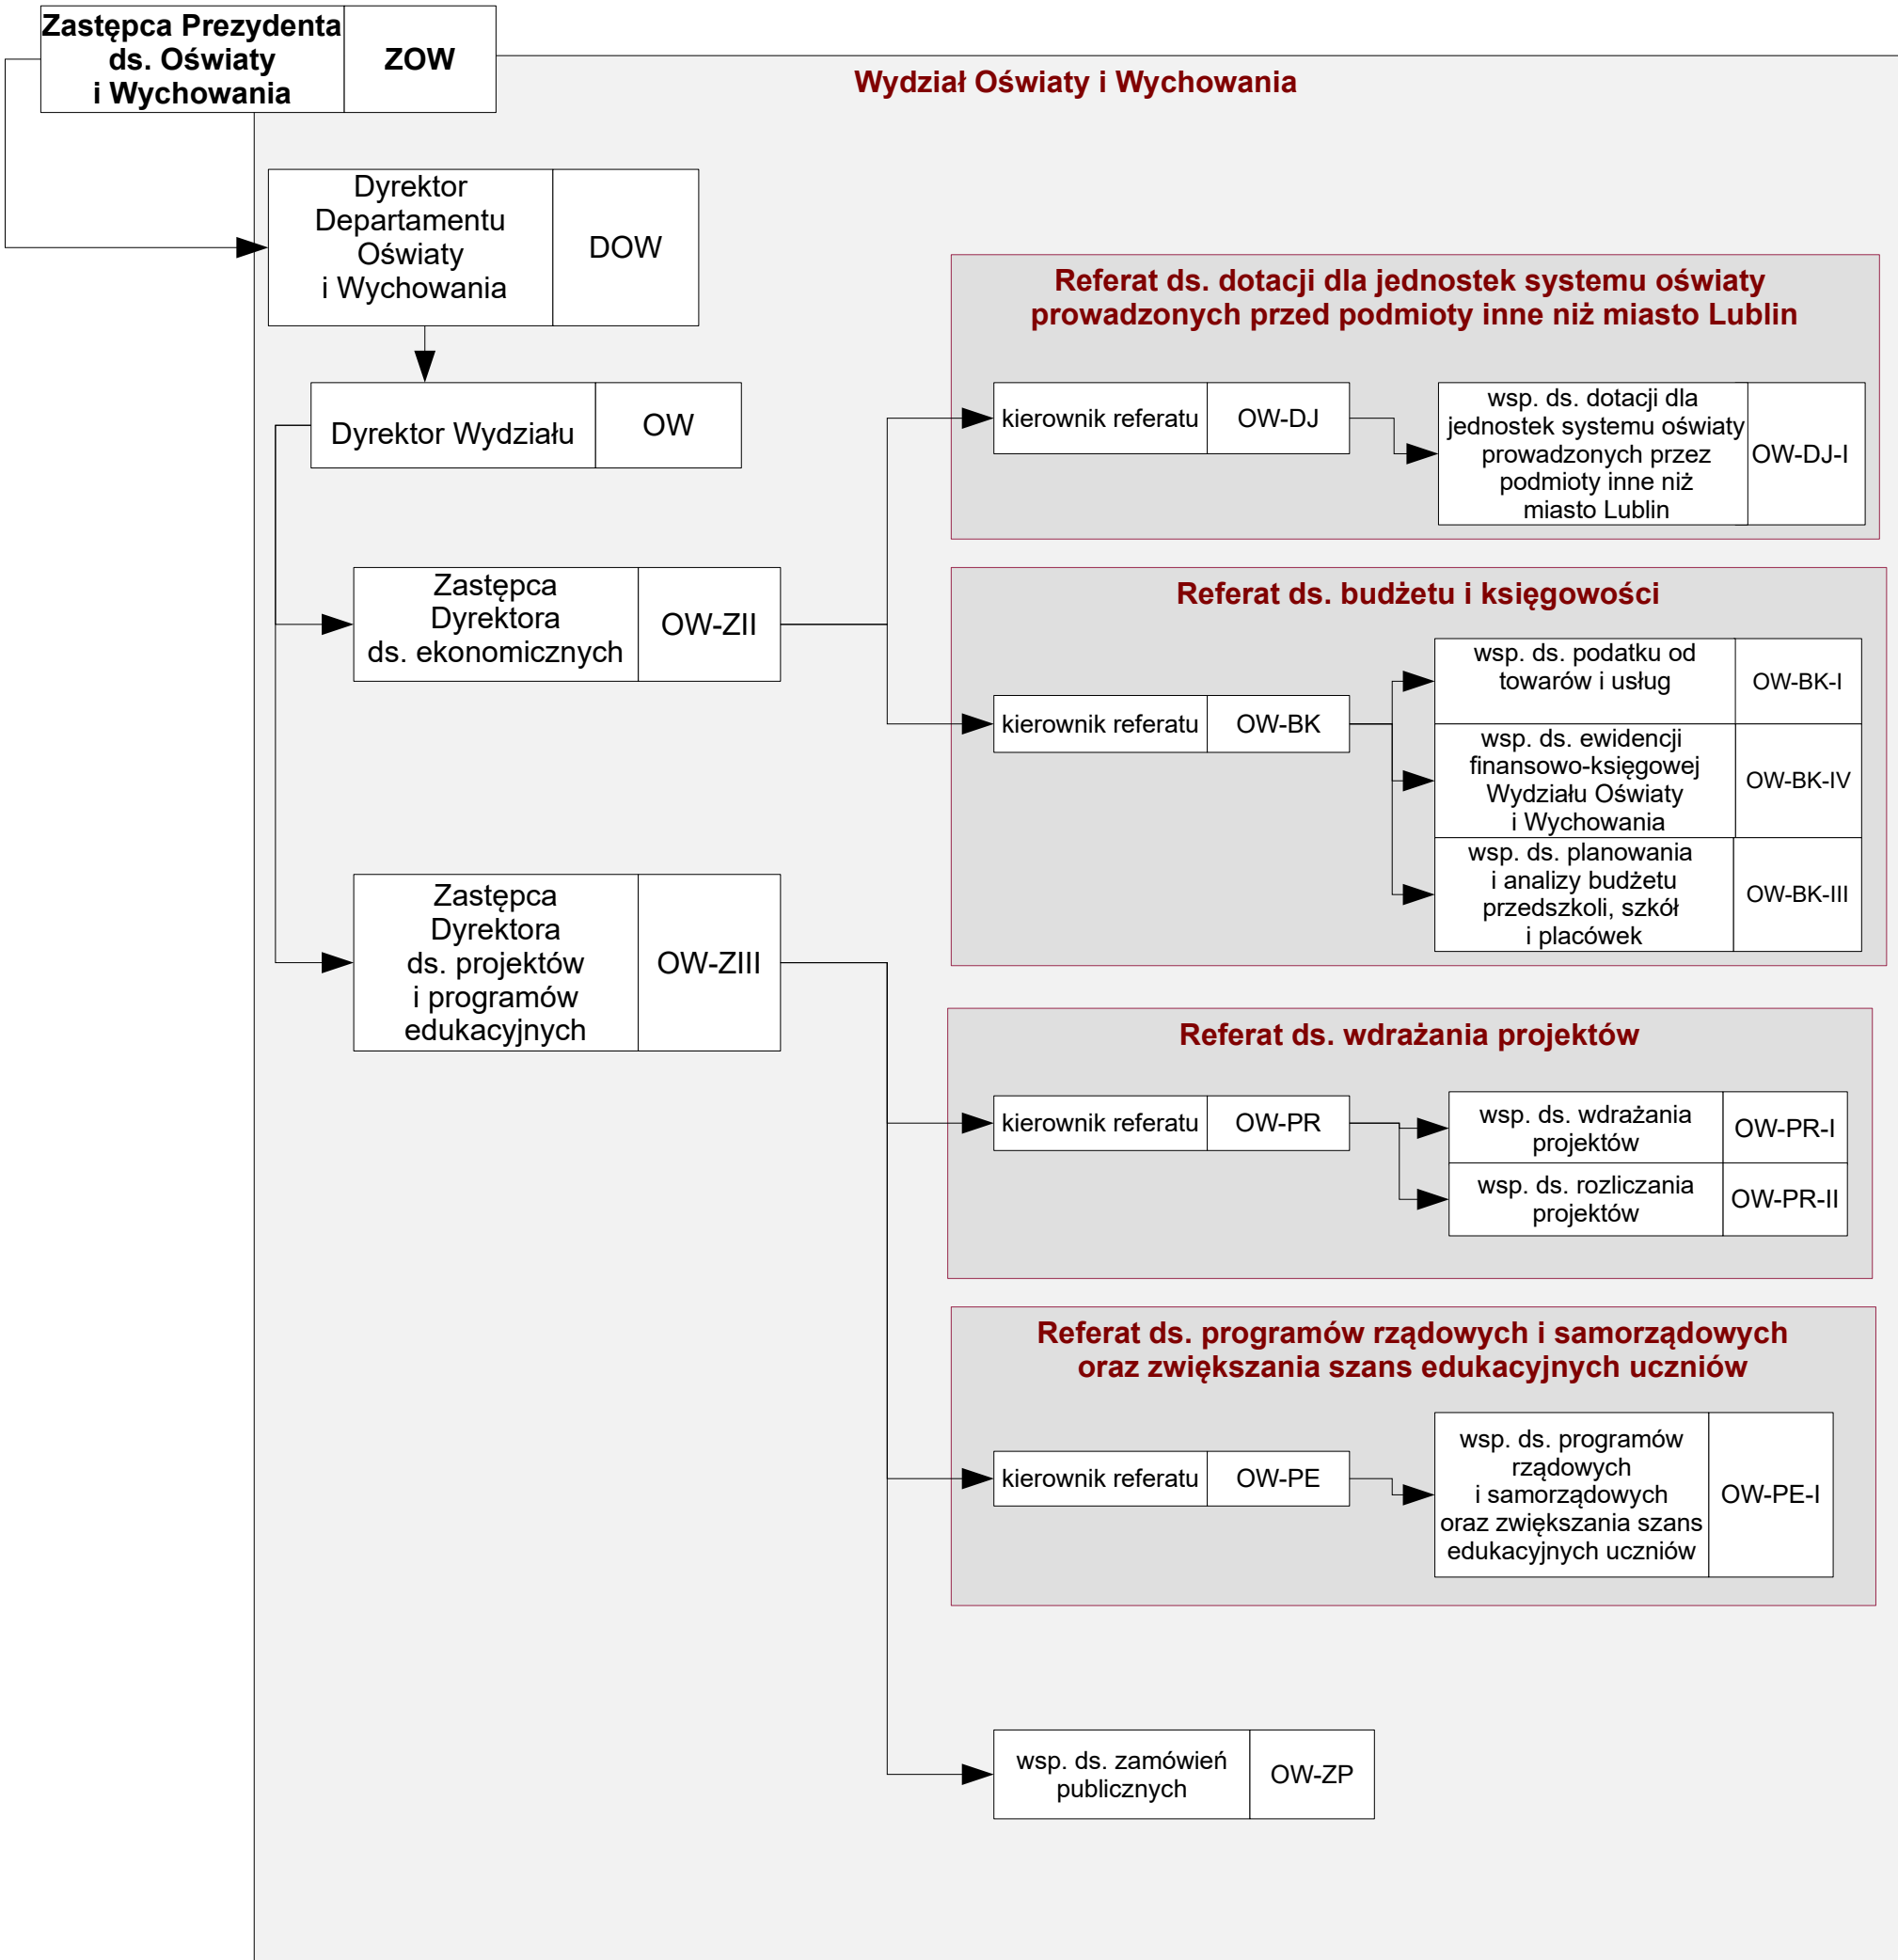 Zastępca Prezydenta
ds. Oświaty
i Wychowania
ZOW
Wydział Oświaty i Wychowania
Dyrektor
Departamentu
Oświaty
i Wychowania
DOW
Dyrektor Wydziału
OW
Referat ds. dotacji dla jednostek systemu oświaty
prowadzonych przed podmioty inne niż miasto Lublin
kierownik referatu
OW-DJ
wsp. ds. dotacji dla
jednostek systemu oświaty
prowadzonych przez
podmioty inne niż
miasto Lublin
OW-DJ-I
Zastępca
Dyrektora
ds. ekonomicznych
OW-ZII
Referat ds. budżetu i księgowości
kierownik referatu
OW-BK
wsp. ds. podatku od
towarów i usług
OW-BK-I
wsp. ds. ewidencji
finansowo-księgowej
Wydziału Oświaty
i Wychowania
OW-BK-IV
wsp. ds. planowania
i analizy budżetu
przedszkoli, szkół
i placówek
OW-BK-III
Zastępca
Dyrektora
ds. projektów
i programów
edukacyjnych
OW-ZIII
Referat ds. wdrażania projektów
kierownik referatu
OW-PR
wsp. ds. wdrażania
projektów
OW-PR-I
wsp. ds. rozliczania
projektów
OW-PR-II
Referat ds. programów rządowych i samorządowych
oraz zwiększania szans edukacyjnych uczniów
kierownik referatu
OW-PE
wsp. ds. programów
rządowych
i samorządowych
oraz zwiększania szans
edukacyjnych uczniów
OW-PE-I
wsp. ds. zamówień
publicznych
OW-ZP